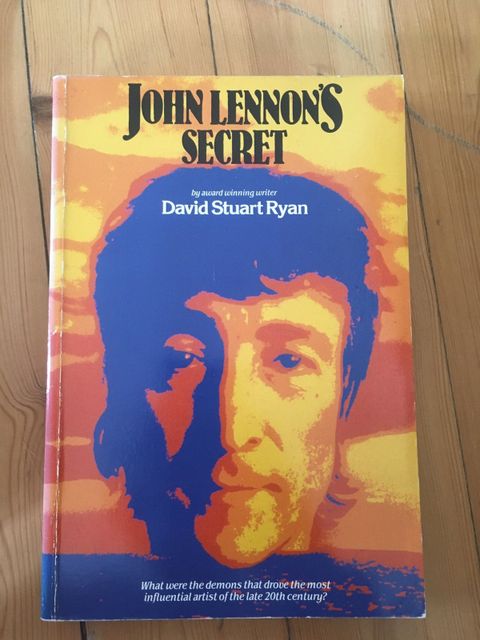 JOHN LENNON'S
SECRET
by award winning writer
David Stuart Ryan
What were the demons that drove the most
influential artist of the late 20th century?